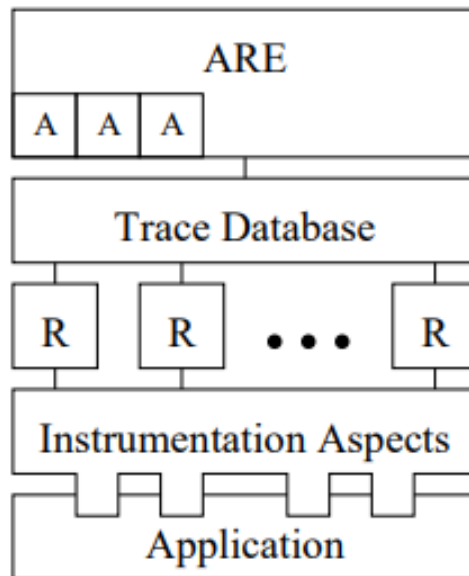 ARE
A A A
Trace Database
R R ••• R
Instrumentation Aspects
Application